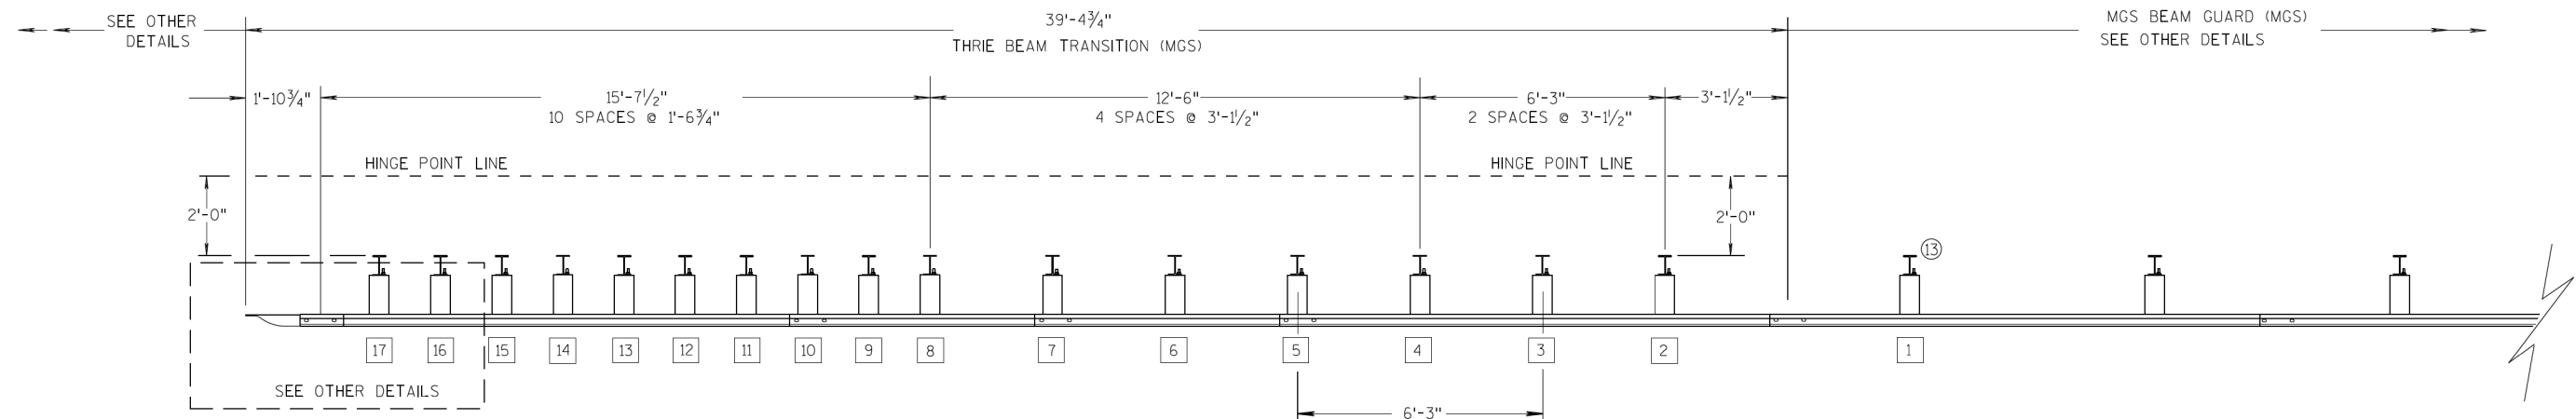 SEE OTHER
DETAILS
39'-4¾"
THRIE BEAM TRANSITION (MGS)
MGS BEAM GUARD (MGS)
SEE OTHER DETAILS
1'-10¾"
15'-7½"
10 SPACES @ 1'-6¾"
12'-6"
4 SPACES @ 3'-1½"
6'-3"
2 SPACES @ 3'-1½"
3'-1½"
HINGE POINT LINE
HINGE POINT LINE
2'-0"
2'-0"
13
17 16 15 14 13 12 11 10 9 8 7 6 5 4 3 2 1
SEE OTHER DETAILS
6'-3"